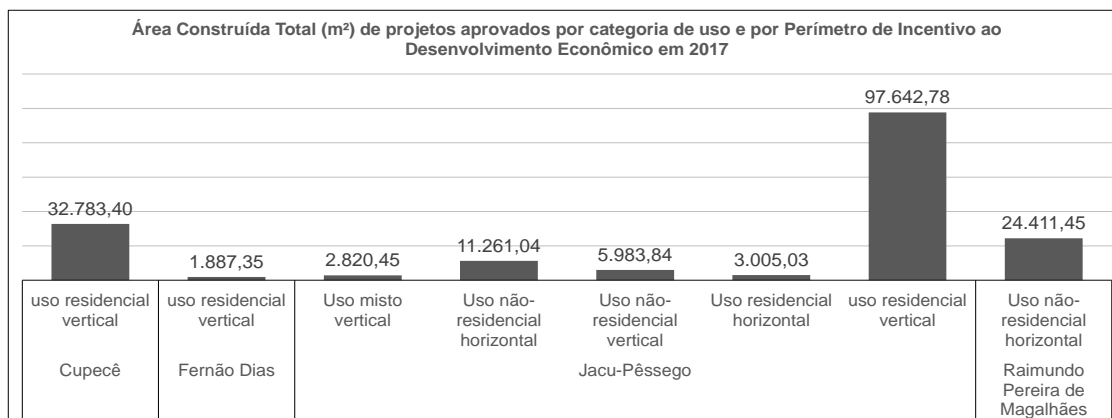 Área Construída Total (m²) de projetos aprovados por categoria de uso e por Perímetro de Incentivo ao
Desenvolvimento Econômico em 2017
97.642,78
32.783,40
24.411,45
1.887,35
2.820,45
11.261,04
5.983,84
3.005,03
uso residencial
vertical
uso residencial
vertical
Uso misto
vertical
Uso não-
residencial
horizontal
Uso não-
residencial
vertical
Uso residencial
horizontal
uso residencial
vertical
Uso não-
residencial
horizontal
Cupecê
Fernão Dias
Jacu-Pêssego
Raimundo
Pereira de
Magalhães